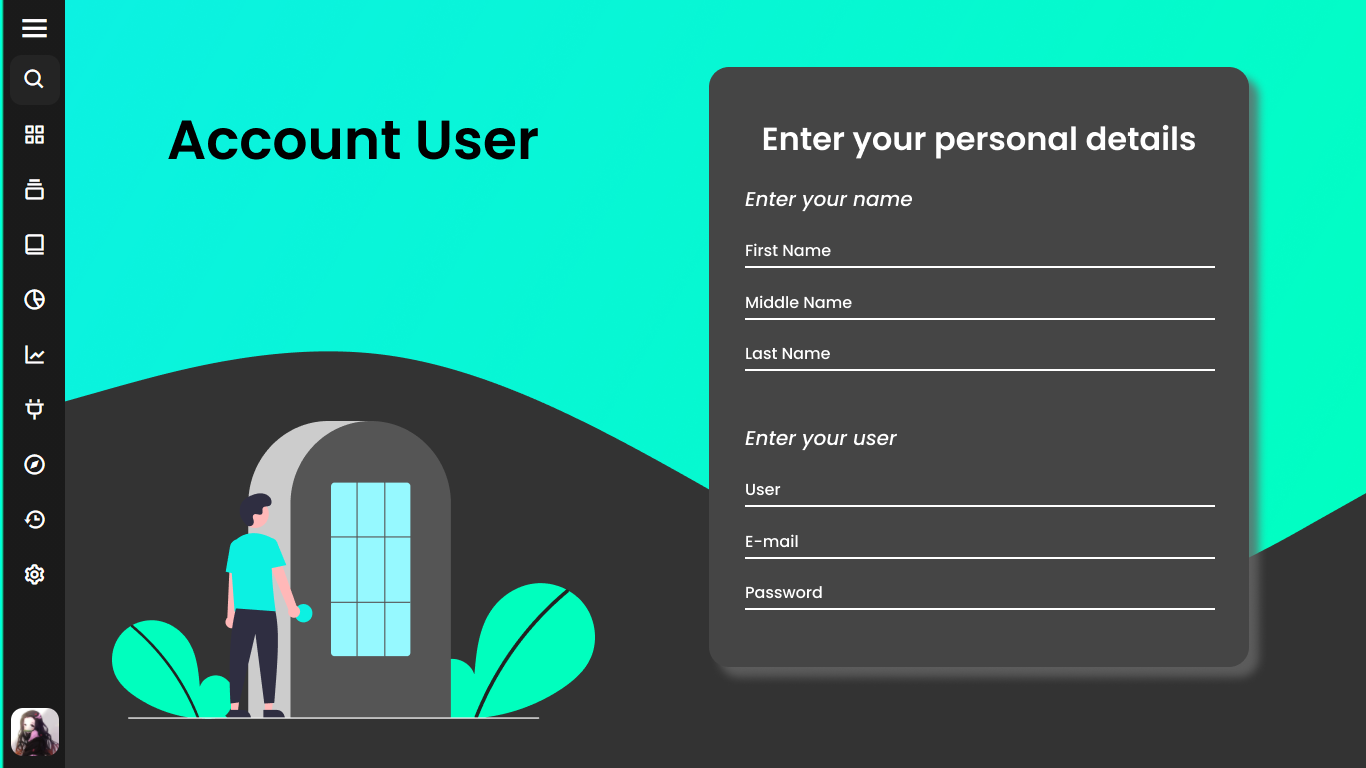 Account User
Enter your personal details
Enter your name
First Name
Middle Name
Last Name
Enter your user
User
E-mail
Password